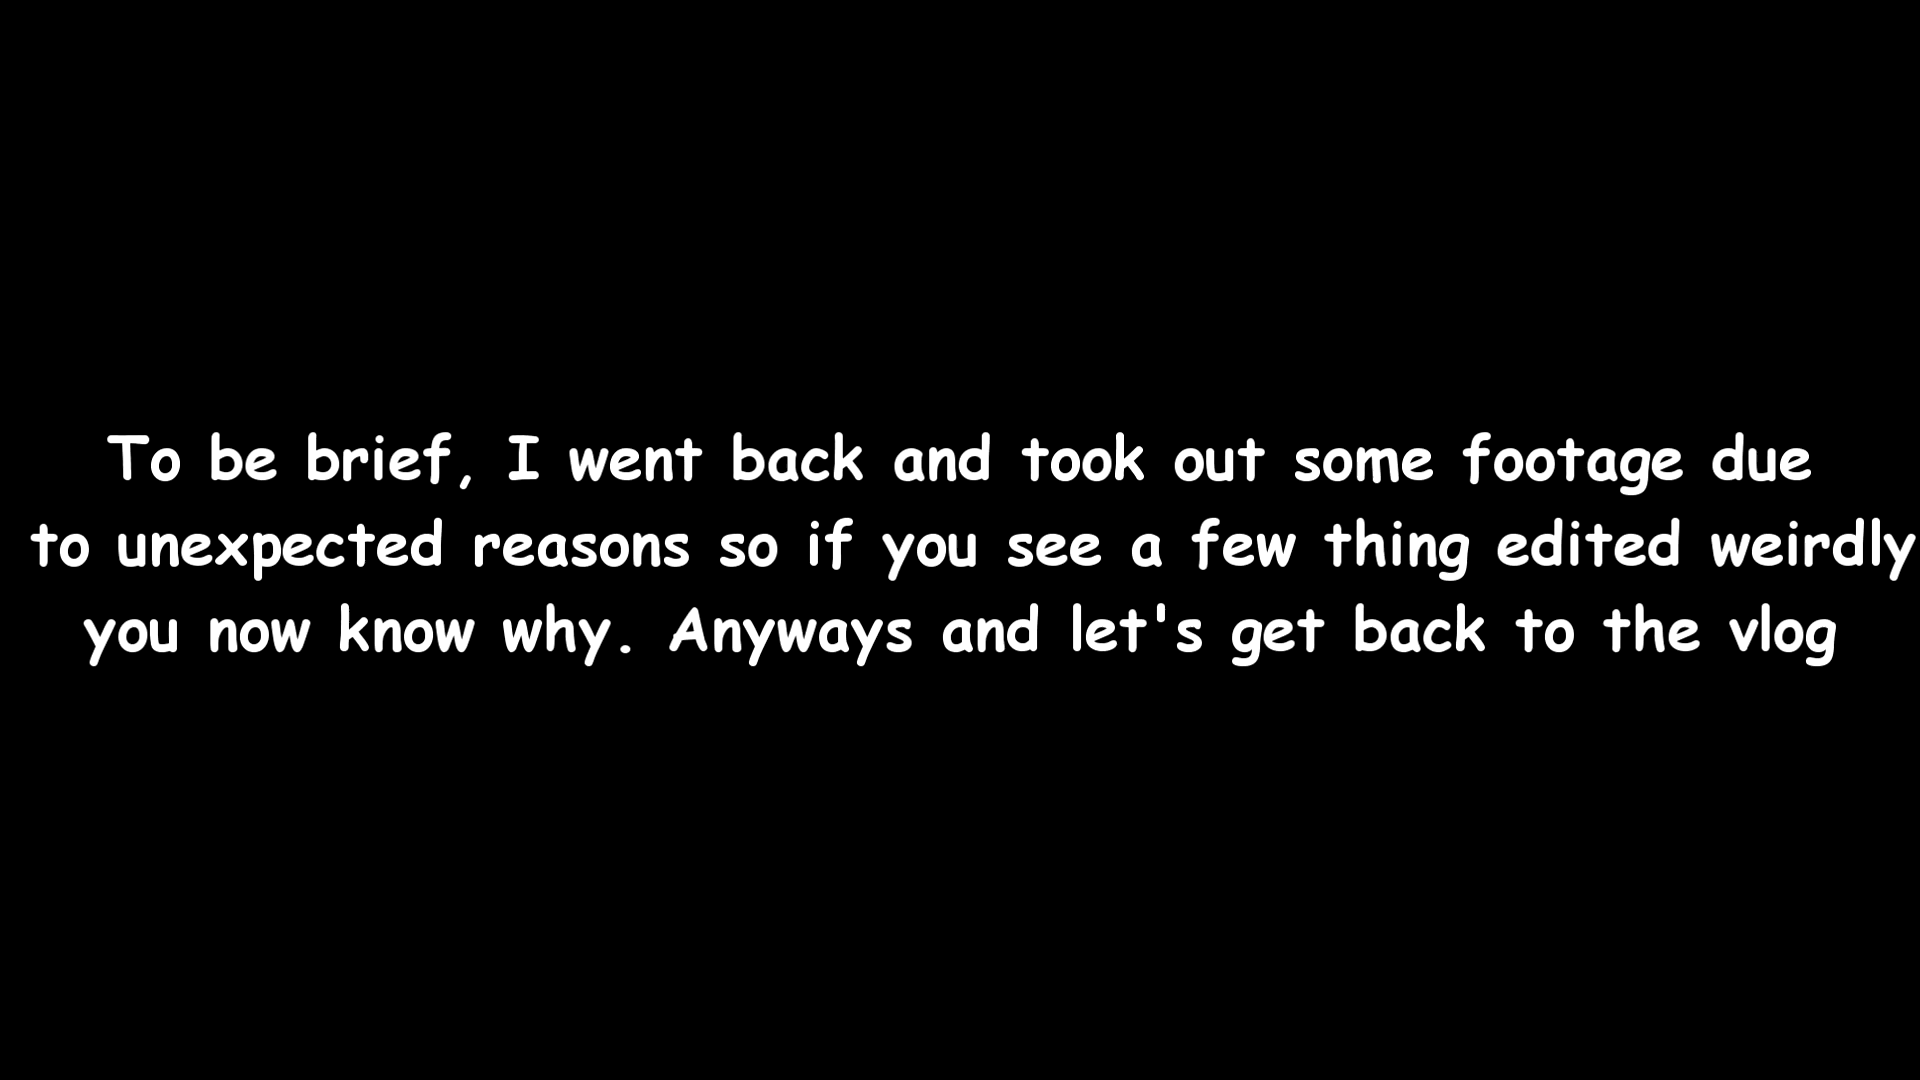 To be brief, I went back and took out some footage due
to unexpected reasons so if you see a few thing edited weirdly
you now know why. Anyways and let's get back to the vlog